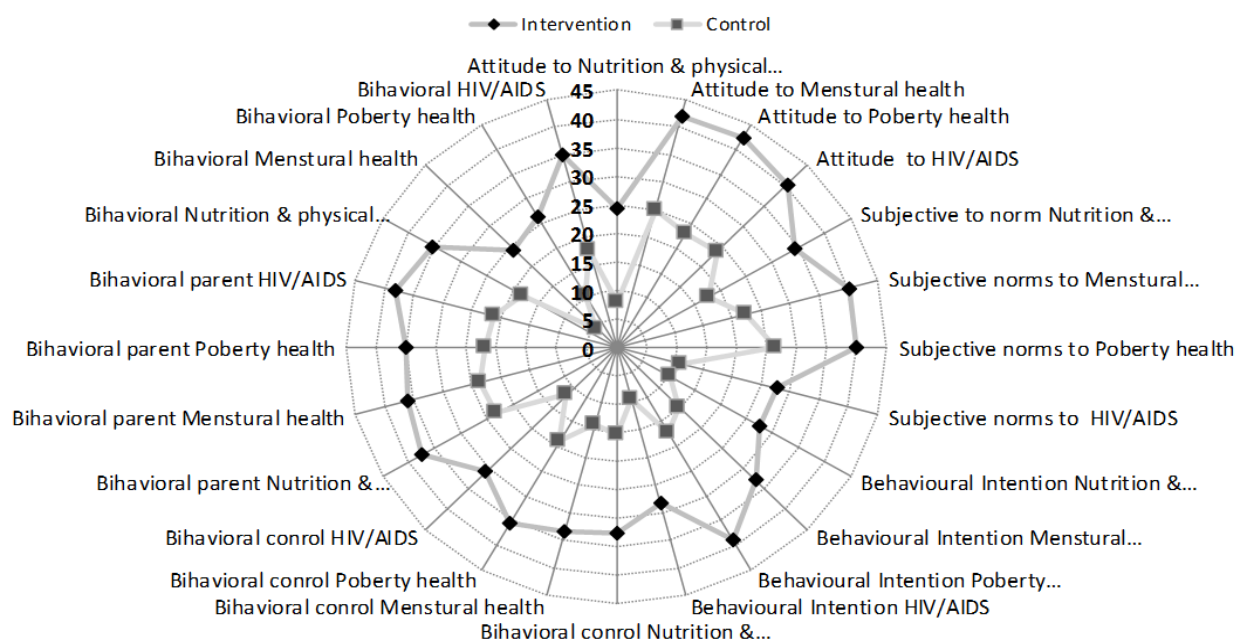 Intervention
Control
Attitude to Nutrition & physical...
Attitude to Menstural health
Attitude to Poberty health
Attitude to HIV/AIDS
Subjective to norm Nutrition &...
Subjective norms to Menstural...
Subjective norms to Poberty health
Subjective norms to HIV/AIDS
Behavioural Intention Nutrition &...
Behavioural Intention Menstural...
Behavioural Intention Poberty...
Behavioural Intention HIV/AIDS
Bihavioral conrol Nutrition &...
Bihavioral conrol Menstural health
Bihavioral conrol Poberty health
Bihavioral conrol HIV/AIDS
Bihavioral parent Nutrition &...
Bihavioral parent Menstural health
Bihavioral parent Poberty health
Bihavioral parent HIV/AIDS
Bihavioral Nutrition & physical...
Bihavioral Menstural health
Bihavioral Poberty health
Bihavioral HIV/AIDS
45
40
35
30
25
20
15
10
5
0